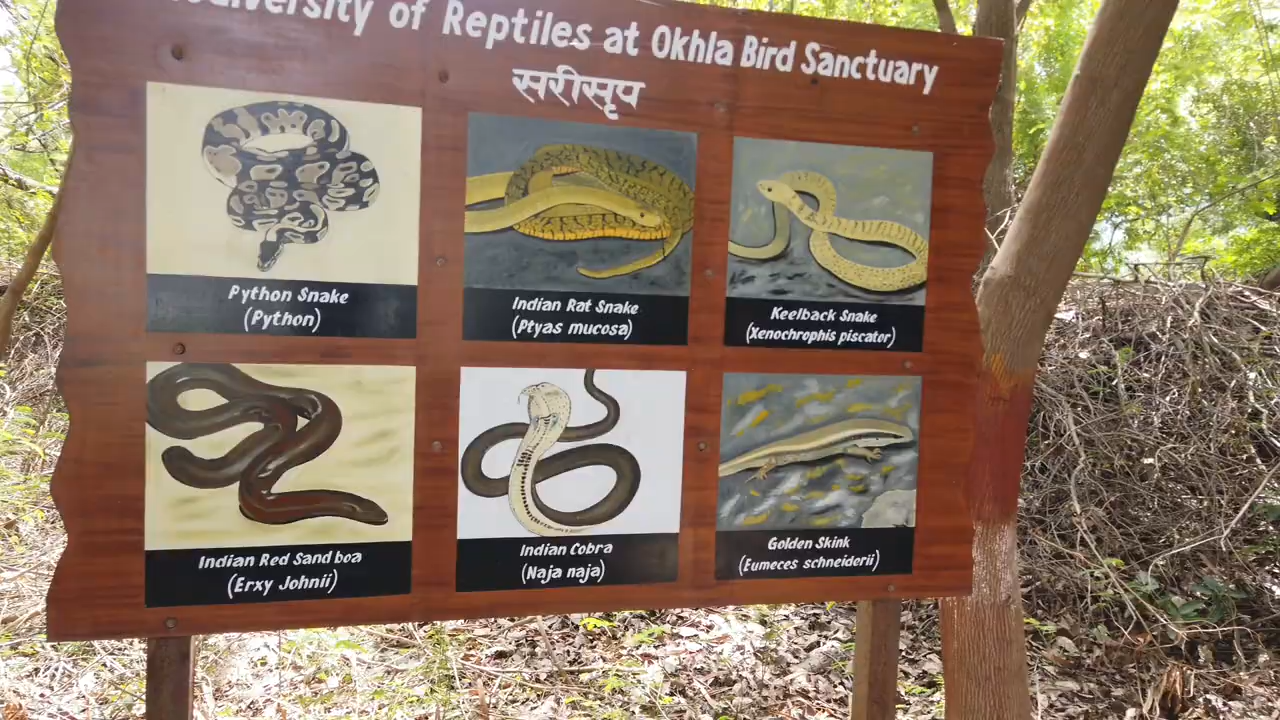 of Reptiles at Okhla Bird Sanctuary
सरीसृप
Python Snake
(Python)
Indian Rat Snake
(Ptyas mucosa)
Keelback Snake
(Xenochrophis piscator)
Indian Red Sand boa
(Erxy Johnii)
Indian Cobra
(Naja naja)
Golden Skink
(Eumeces schneiderii)